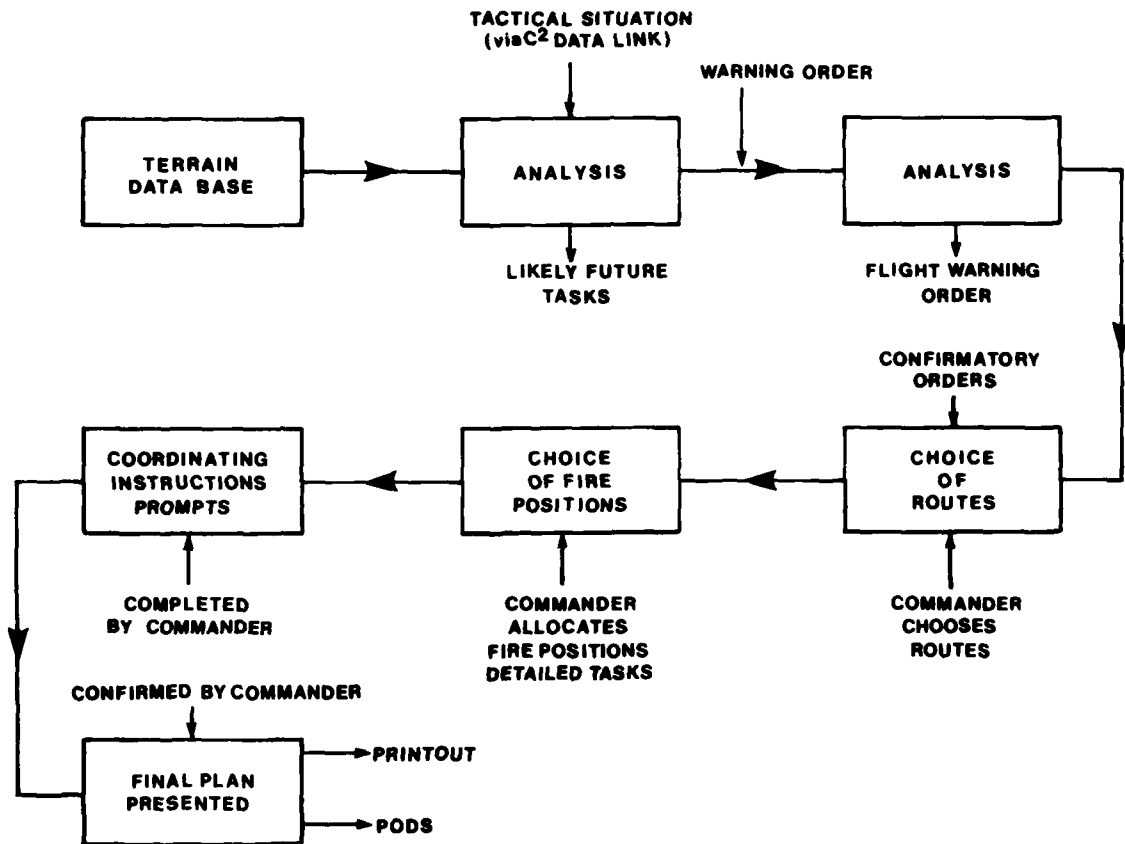 TACTICAL SITUATION
(viaC² DATA LINK)
WARNING ORDER
TERRAIN
DATA BASE
ANALYSIS
ANALYSIS
LIKELY FUTURE
TASKS
FLIGHT WARNING
ORDER
CONFIRMATORY
ORDERS
COORDINATING
INSTRUCTIONS
PROMPTS
CHOICE
OF FIRE
POSITIONS
CHOICE
OF
ROUTES
COMPLETED
BY COMMANDER
COMMANDER
ALLOCATES
FIRE POSITIONS
DETAILED TASKS
COMMANDER
CHOOSES
ROUTES
CONFIRMED BY COMMANDER
FINAL PLAN
PRESENTED
PRINTOUT
PODS